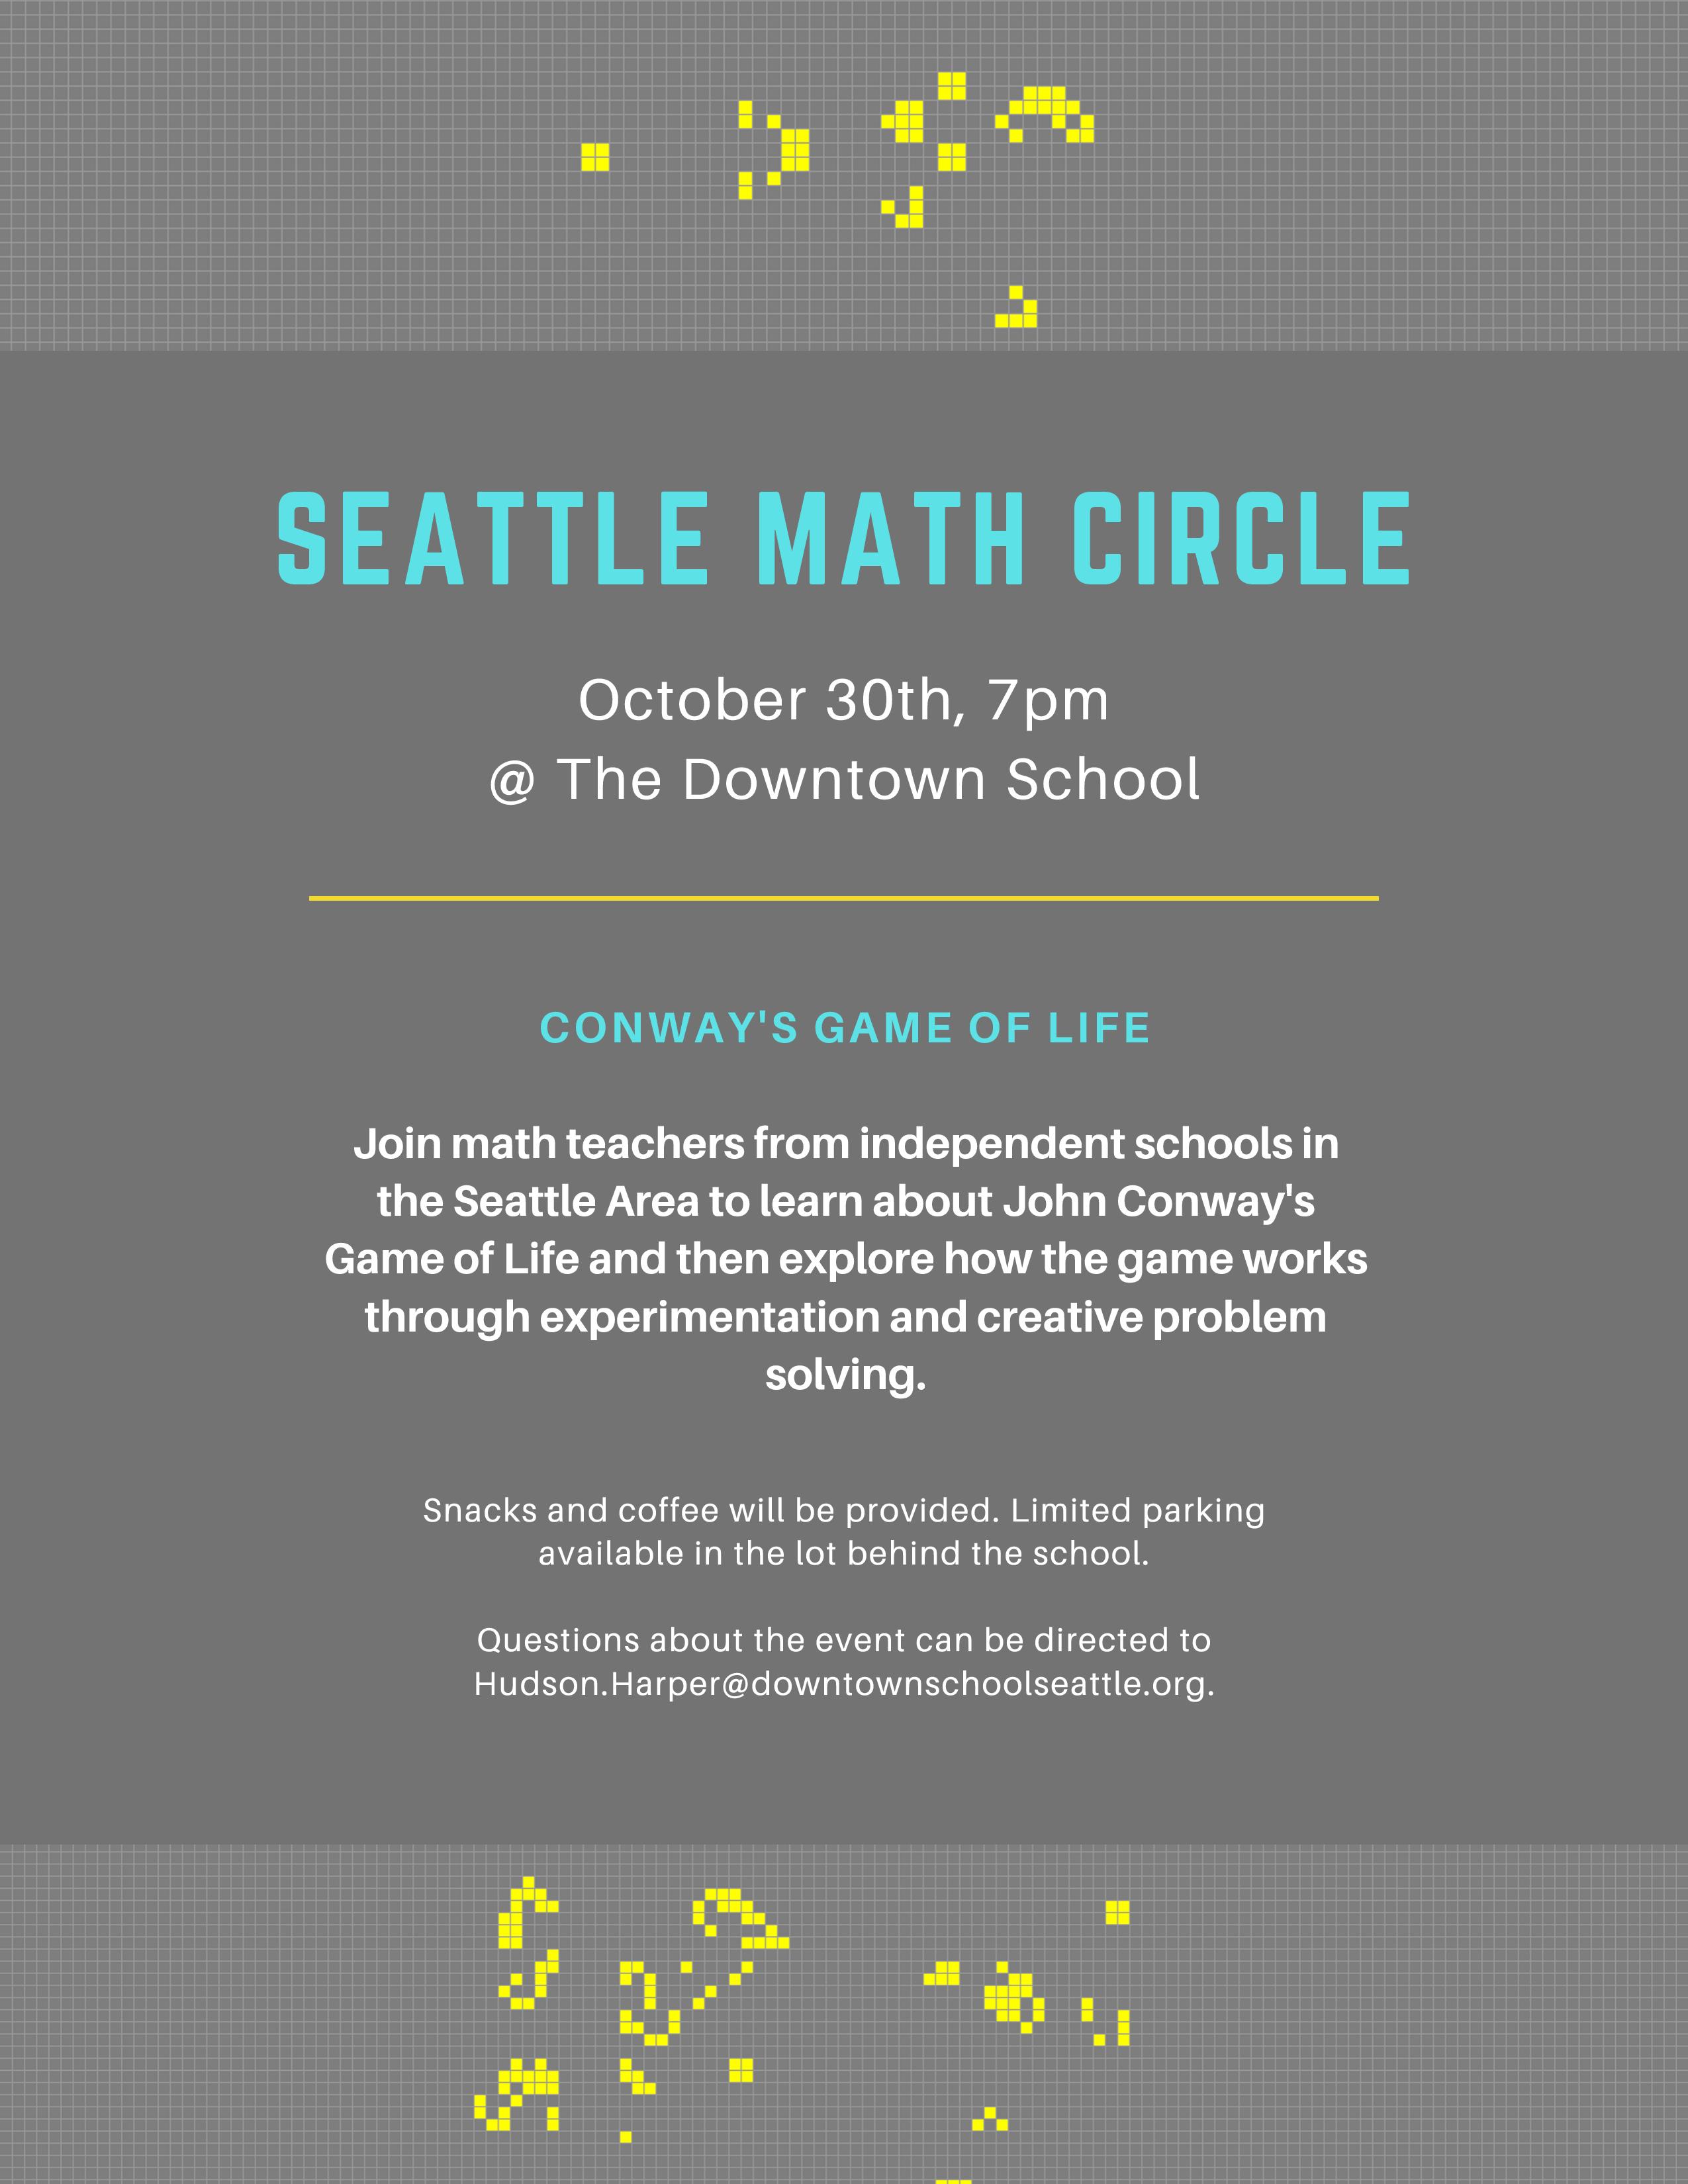 SEATTLE MATH CIRCLE
October 30th, 7pm
@ The Downtown School
CONWAY'S GAME OF LIFE
Join math teachers from independent schools in
the Seattle Area to learn about John Conway's
Game of Life and then explore how the game works
through experimentation and creative problem
solving.
Snacks and coffee will be provided. Limited parking
available in the lot behind the school.
Questions about the event can be directed to
Hudson.Harper@downtownschoolseattle.org.